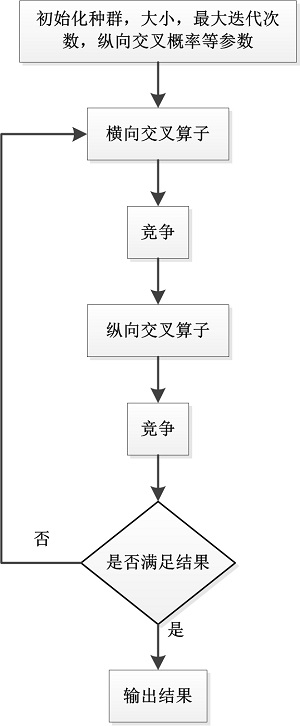 初始化种群，大小，最大迭代次
数，纵向交叉概率等参数
横向交叉算子
竞争
纵向交叉算子
竞争
是否满足结果
否
是
输出结果